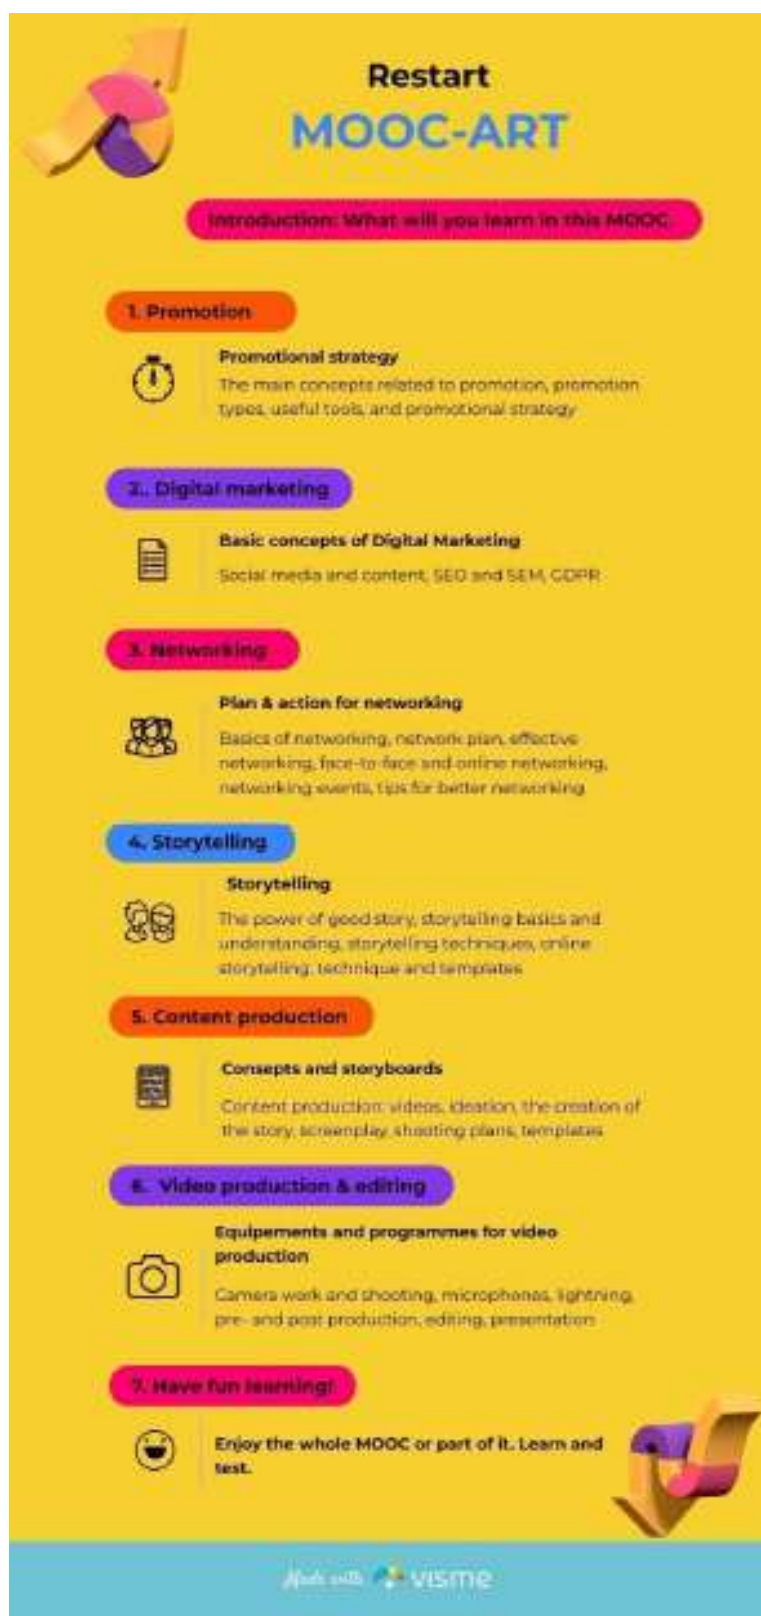 Restart
MOOC-ART
Introduction: What will you learn in this MOOC.
1. Promotion
Promotional strategy
The main concepts related to promotion, promotion
types, useful tools, and promotional strategy
2.. Digital marketing
Basic concepts of Digital Marketing
Social media and content, SEO and SEM, GDPR
3. Networking
Plan & action for networking
Basics of networking, network plan, effective
networking, face-to-face and online networking,
networking events, tips for better networking
4. Storytelling
Storytelling
The power of good story, storytelling basics and
understanding, storytelling techniques, online
storytelling, technique and templates
5. Content production
Consepts and storyboards
Content production: videos, ideation, the creation of
the story, screenplay, shooting plans, templates
6. Video production & editing
Equipements and programmes for video
production
Camera work and shooting, microphones, lightning,
pre- and post production, editing, presentation
7. Have fun learning!
Enjoy the whole MOOC or part of it. Learn and
test.
Made with visme